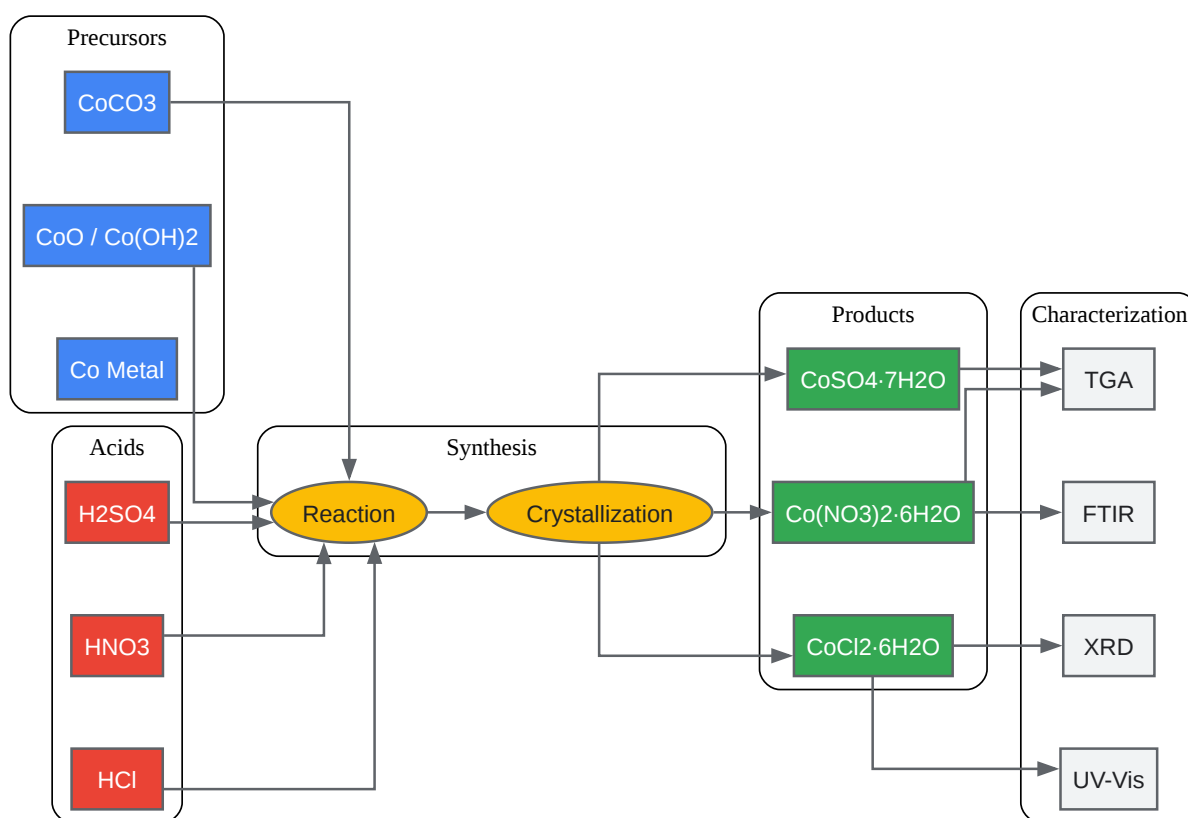 Precursors
CoCO3
CoO / Co(OH)2
Co Metal
Acids
H2SO4
HNO3
HCl
Synthesis
Reaction
Crystallization
Products
CoSO4·7H2O
Co(NO3)2·6H2O
CoCl2·6H2O
Characterization
TGA
FTIR
XRD
UV-Vis